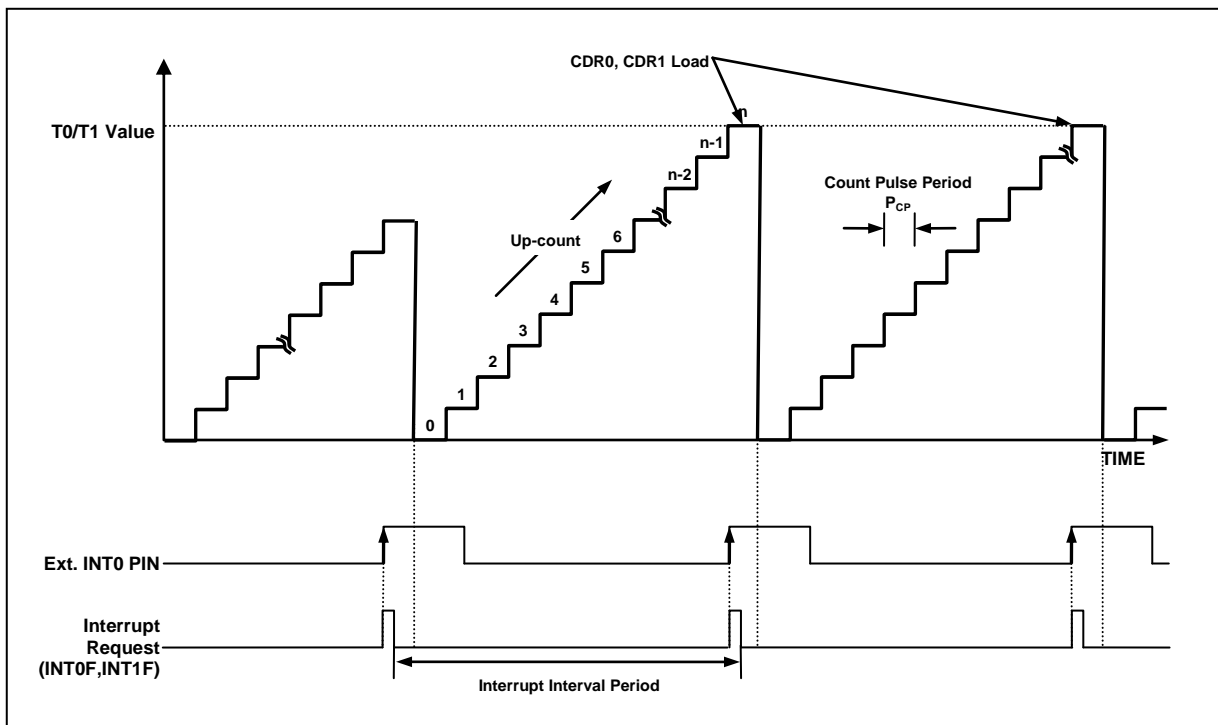 CDR0, CDR1 Load
T0/T1 Value
n
n-1
n-2
Count Pulse Period
PCP
Up-count
6
5
4
3
2
1
0
TIME
Ext. INT0 PIN
Interrupt
Request
(INT0F,INT1F)
Interrupt Interval Period